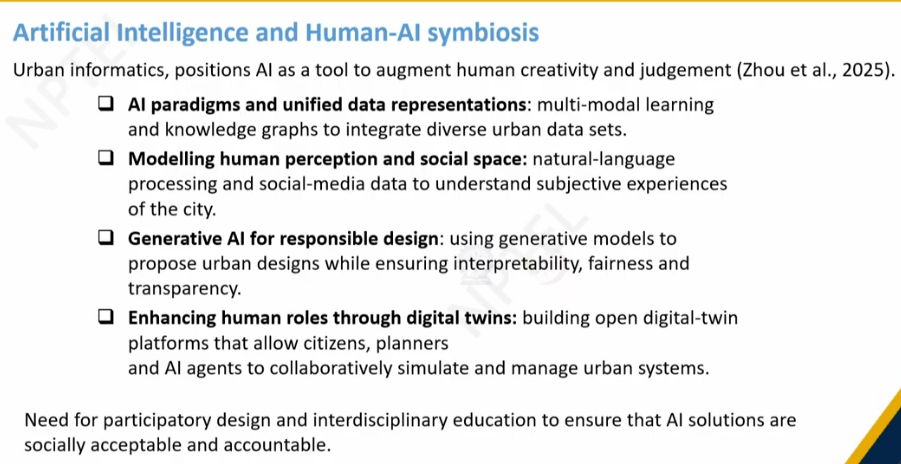 Artificial Intelligence and Human-AI symbiosis
Urban informatics, positions AI as a tool to augment human creativity and judgement (Zhou et al., 2025).
AI paradigms and unified data representations: multi-modal learning
and knowledge graphs to integrate diverse urban data sets.
Modelling human perception and social space: natural-language
processing and social-media data to understand subjective experiences
of the city.
Generative AI for responsible design: using generative models to
propose urban designs while ensuring interpretability, fairness and
transparency.
Enhancing human roles through digital twins: building open digital-twin
platforms that allow citizens, planners
and AI agents to collaboratively simulate and manage urban systems.
Need for participatory design and interdisciplinary education to ensure that AI solutions are
socially acceptable and accountable.
NPTEL
NPTEL